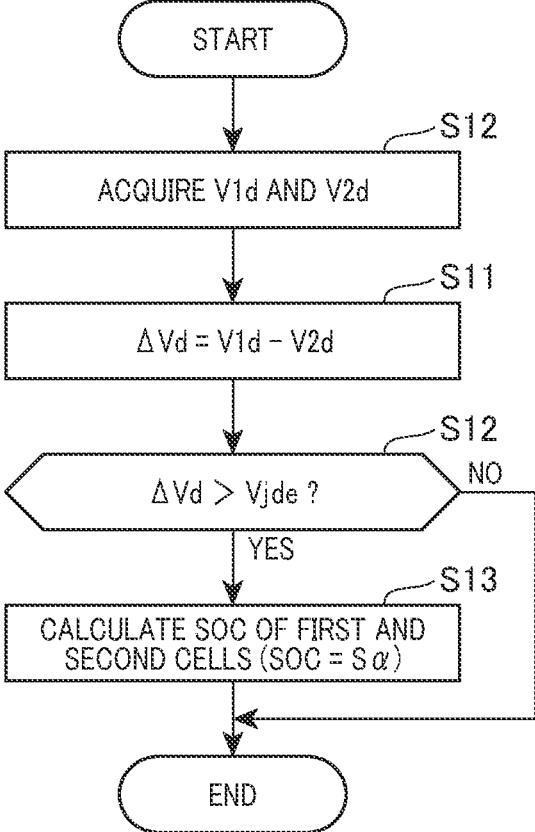 START
S12
ACQUIRE V1d AND V2d
S11
ΔVd = V1d − V2d
S12
ΔVd > Vjde ?
NO
YES
S13
CALCULATE SOC OF FIRST AND
SECOND CELLS (SOC = Sα)
END